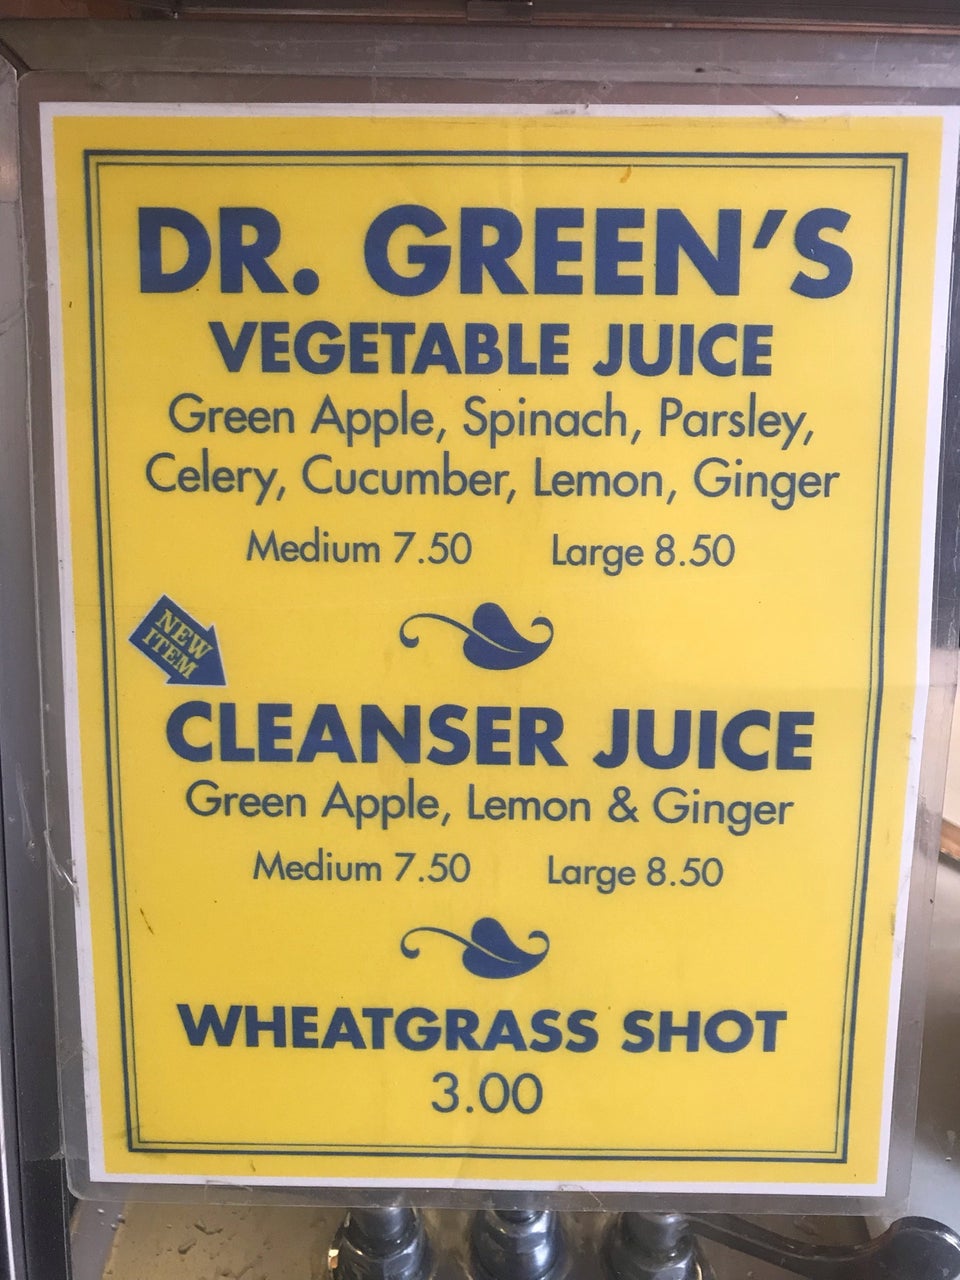 DR. GREEN'S
VEGETABLE JUICE
Green Apple, Spinach, Parsley,
Celery, Cucumber, Lemon, Ginger
Medium 7.50 Large 8.50
NEW
ITEM
CLEANSER JUICE
Green Apple, Lemon & Ginger
Medium 7.50 Large 8.50
WHEATGRASS SHOT
3.00